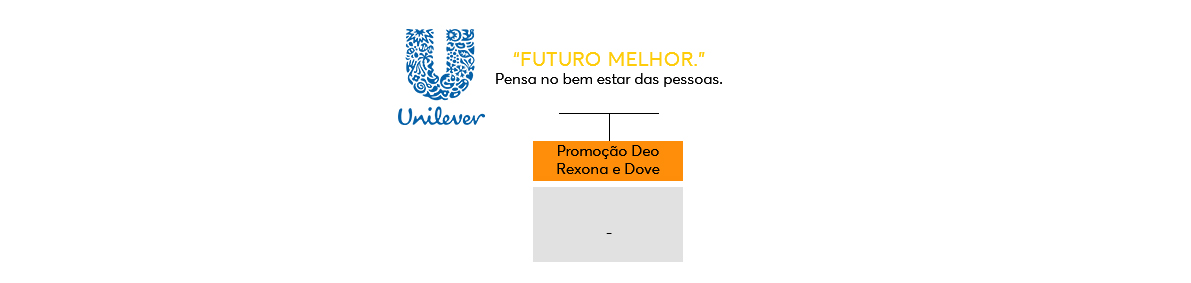 “FUTURO MELHOR.”
Pensa no bem estar das pessoas.
Unilever
Promoção Deo
Rexona e Dove
-